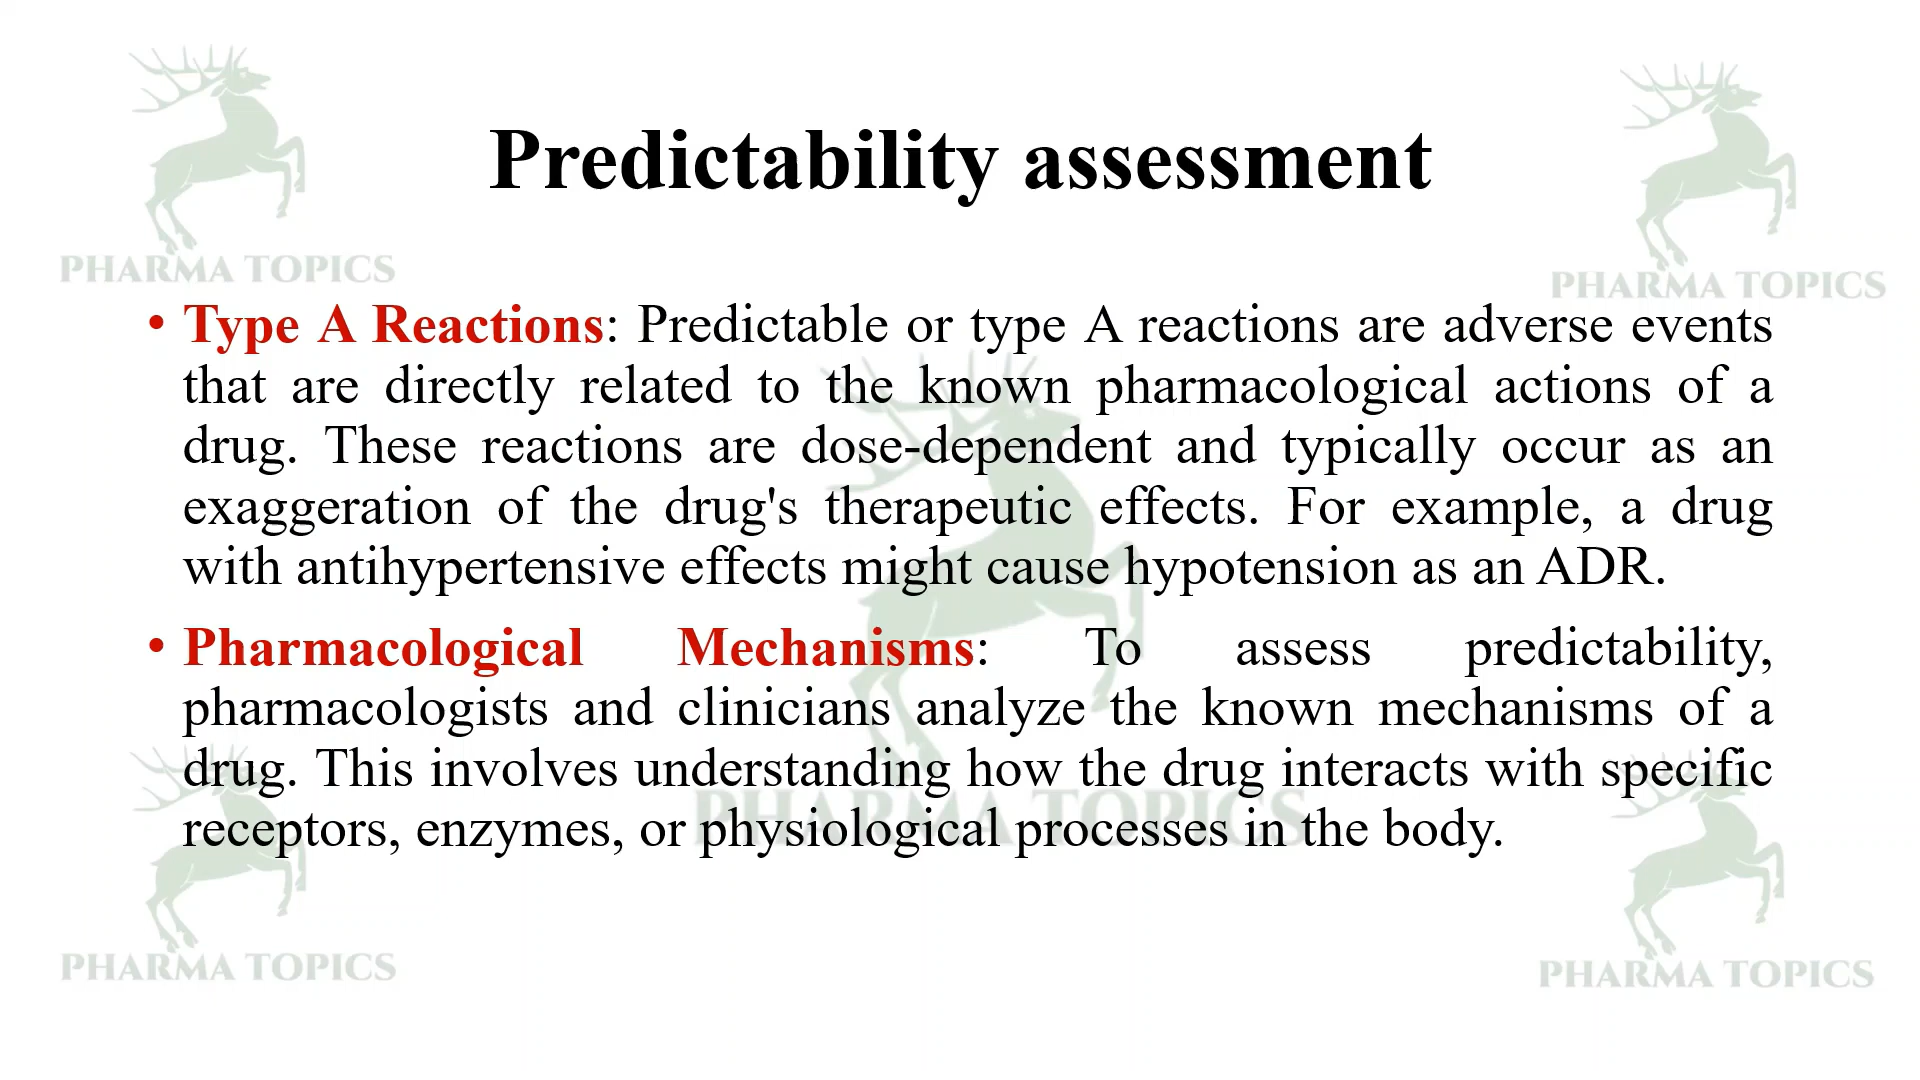 Predictability assessment
PHARMA TOPICS
PHARMA TOPICS
• Type A Reactions: Predictable or type A reactions are adverse events
that are directly related to the known pharmacological actions of a
drug. These reactions are dose-dependent and typically occur as an
exaggeration of the drug's therapeutic effects. For example, a drug
with antihypertensive effects might cause hypotension as an ADR.
• Pharmacological Mechanisms: To assess predictability,
pharmacologists and clinicians analyze the known mechanisms of a
drug. This involves understanding how the drug interacts with specific
receptors, enzymes, or physiological processes in the body.
PHARMA TOPICS
PHARMA TOPICS
PHARMA TOPICS